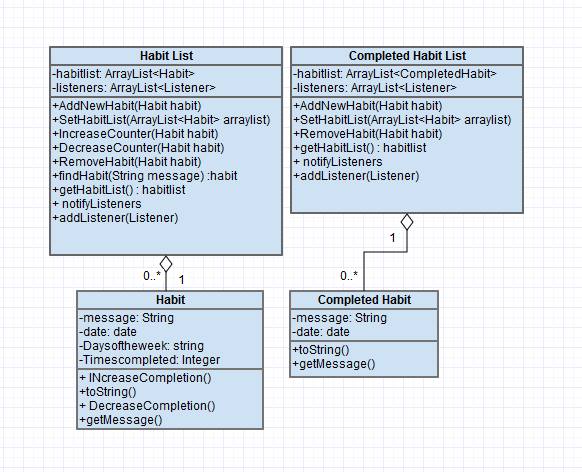 Habit List
-habitlist: ArrayList<Habit>
-listeners: ArrayList<Listener>
+AddNewHabit(Habit habit)
+SetHabitList(ArrayList<Habit> arraylist)
+IncreaseCounter(Habit habit)
+DecreaseCounter(Habit habit)
+RemoveHabit(Habit habit)
+findHabit(String message) :habit
+getHabitList() : habitlist
+ notifyListeners
+addListener(Listener)
Completed Habit List
-habitlist: ArrayList<CompletedHabit>
-listeners: ArrayList<Listener>
+AddNewHabit(Habit habit)
+SetHabitList(ArrayList<Habit> arraylist)
+RemoveHabit(Habit habit)
+getHabitList() : habitlist
+ notifyListeners
+addListener(Listener)
0..*
1
1
0..*
Habit
-message: String
-date: date
-Daysoftheweek: string
-Timescompleted: Integer
+ INcreaseCompletion()
+toString()
+ DecreaseCompletion()
+getMessage()
Completed Habit
-message: String
-date: date
+toString()
+getMessage()